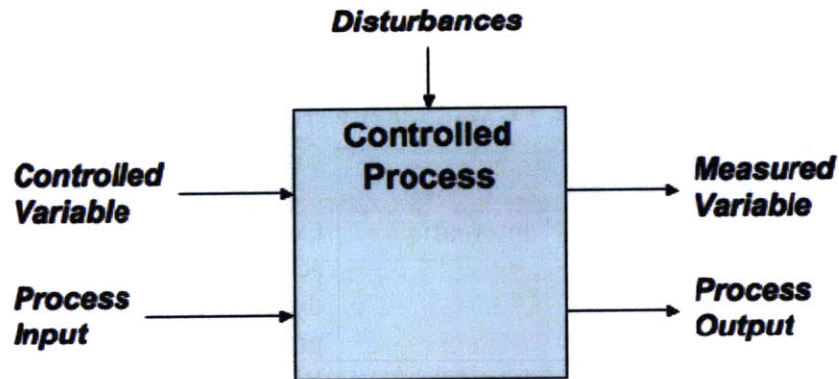 Disturbances
Controlled
Process
Controlled
Variable
Measured
Variable
Process
Input
Process
Output